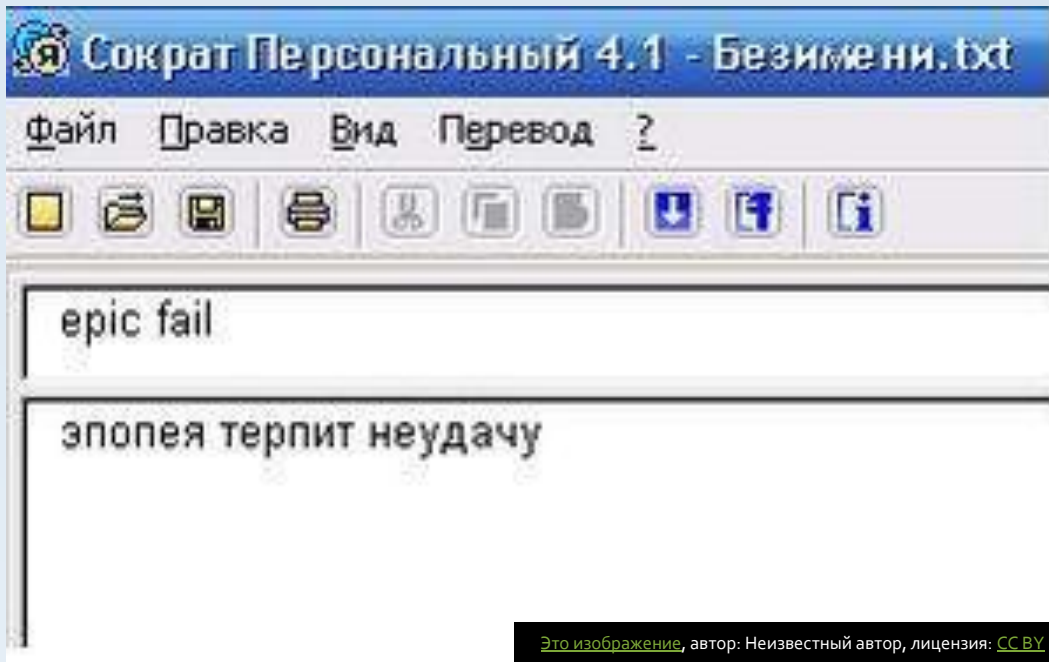 Сократ Персональный 4.1 - Безимени.txt
Файл Правка Вид Перевод ?
epic fail
эпопея терпит неудачу
Это изображение, автор: Неизвестный автор, лицензия: CC BY